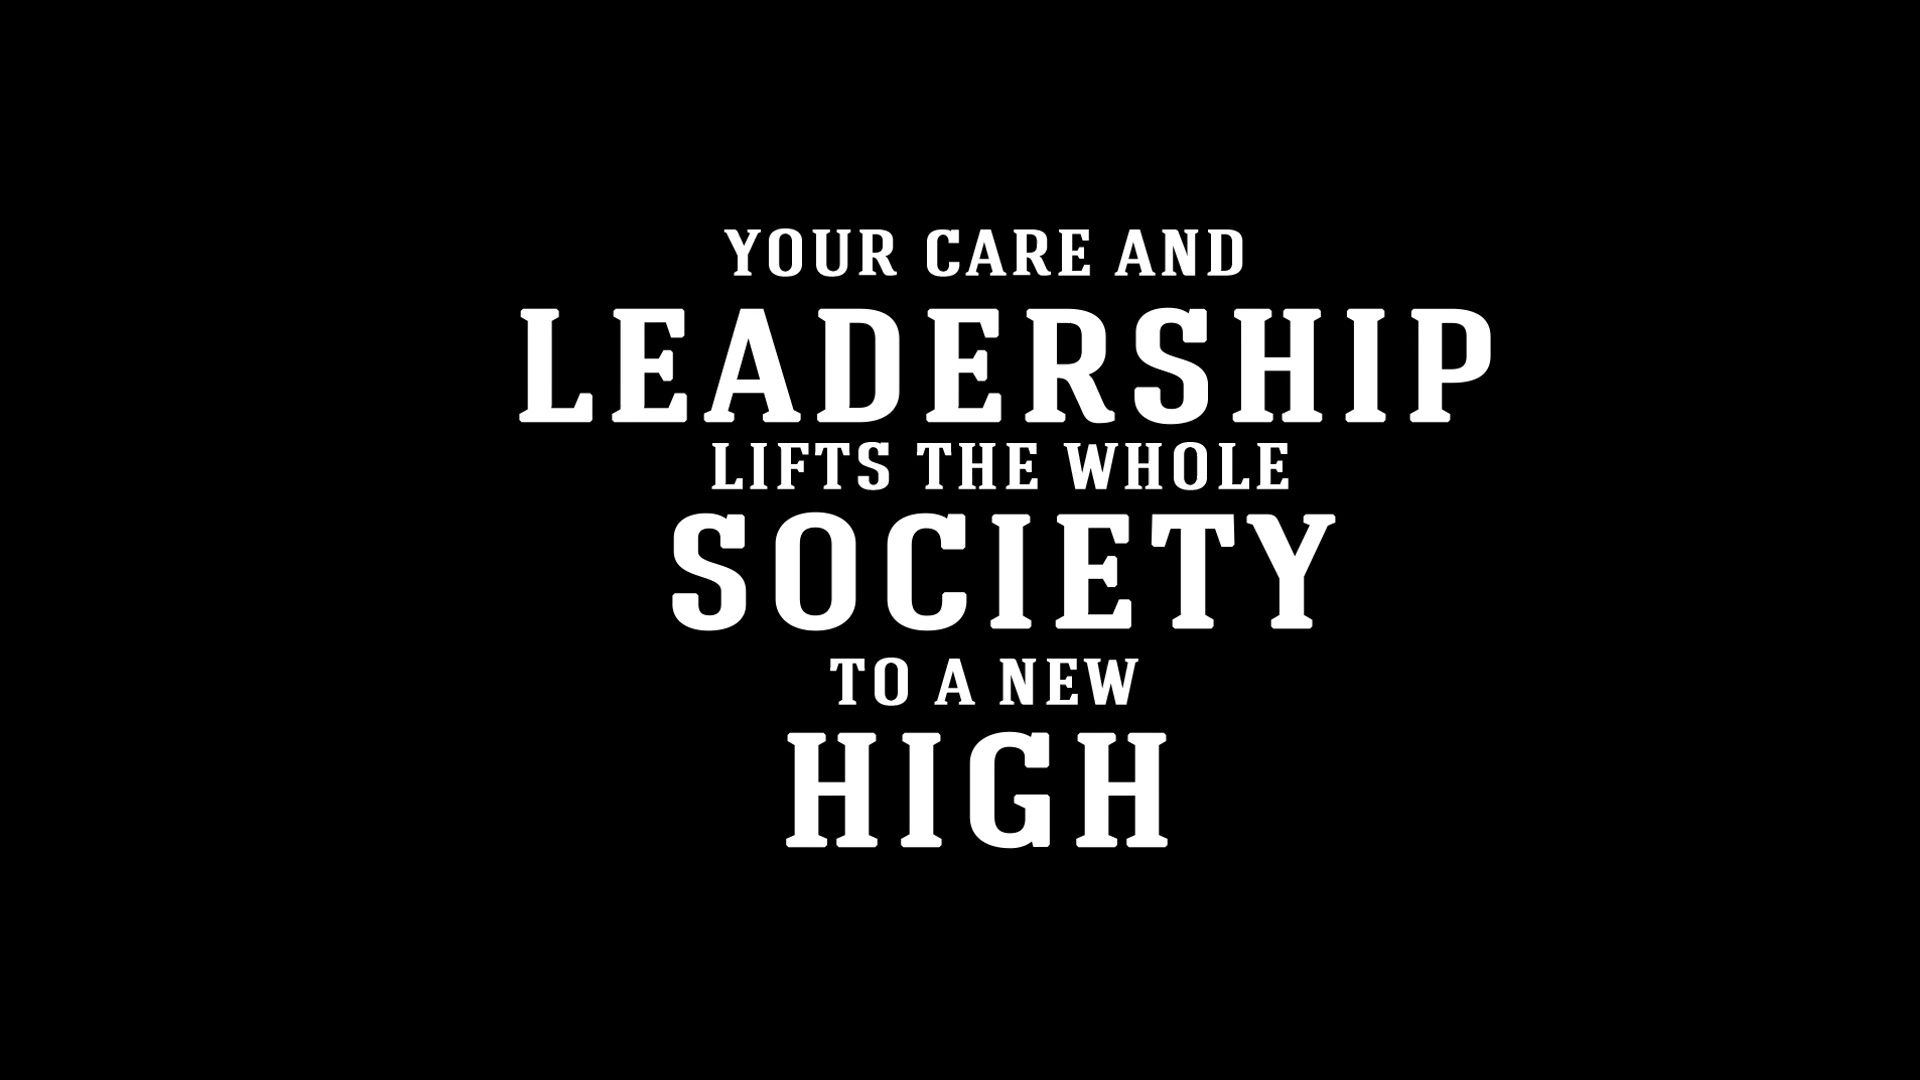 YOUR CARE AND
LEADERSHIP
LIFTS THE WHOLE
SOCIETY
TO A NEW
HIGH